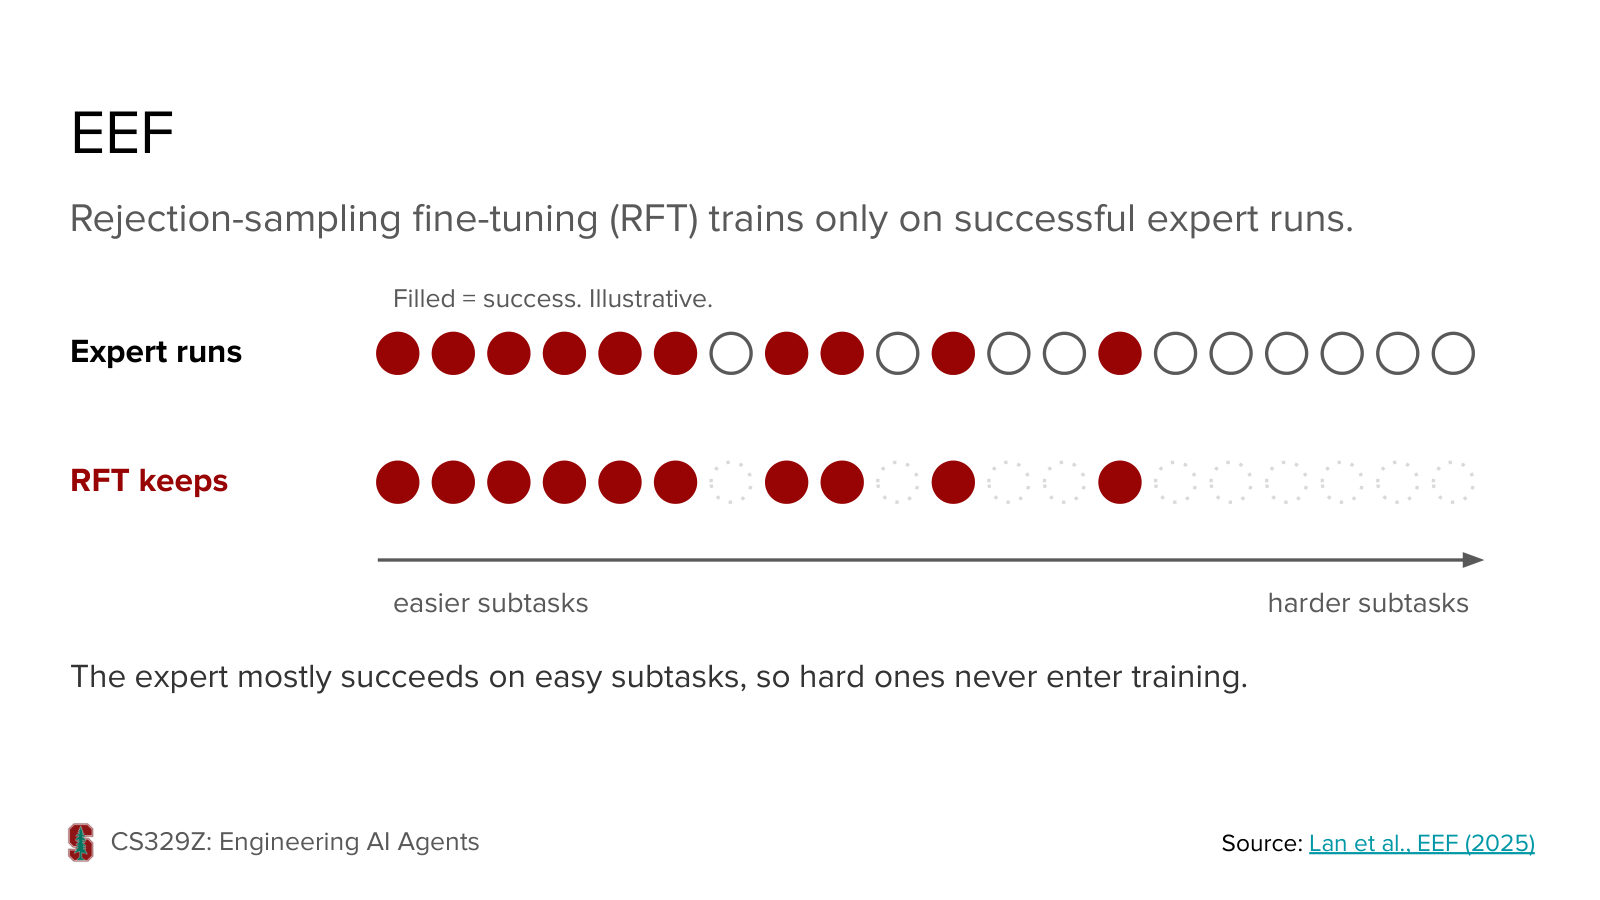 EEF
Rejection-sampling fine-tuning (RFT) trains only on successful expert runs.
Filled = success. Illustrative.
Expert runs
RFT keeps
easier subtasks
harder subtasks
The expert mostly succeeds on easy subtasks, so hard ones never enter training.
CS329Z: Engineering AI Agents
Source: Lan et al., EEF (2025)